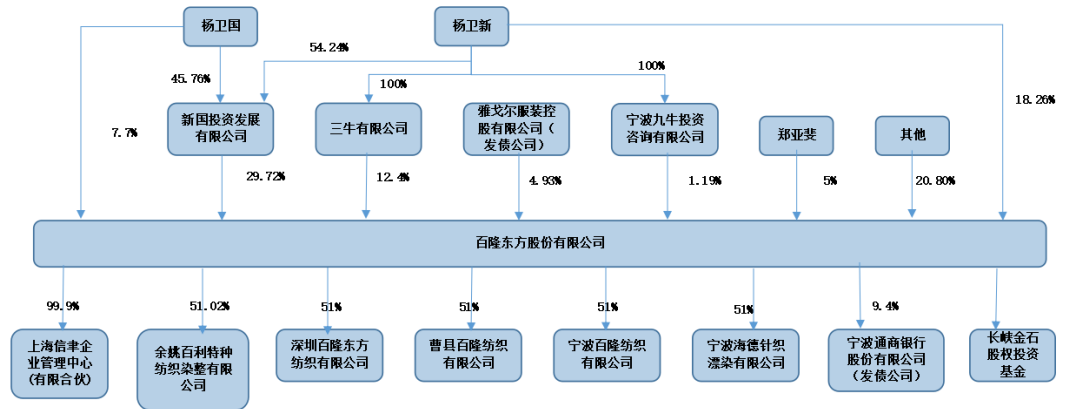 杨卫国
杨卫新
54.24%
45.76%
100%
100%
18.26%
7.7%
新国投资发展
有限公司
三牛有限公司
雅戈尔服装控
股有限公司（
发债公司）
宁波九牛投资
咨询有限公司
郑亚斐
其他
29.72%
12.4%
4.93%
1.19%
5%
20.80%
百隆东方股份有限公司
99.9%
51.02%
51%
51%
51%
51%
9.4%
上海信聿企
业管理中心
(有限合伙)
余姚百利特种
纺织染整有限
公司
深圳百隆东方
纺织有限公司
曹县百隆纺织
有限公司
宁波百隆纺织
有限公司
宁波海德针织
漂染有限公司
宁波通商银行
股份有限公司
（发债公司）
长峡金石
股权投资
基金